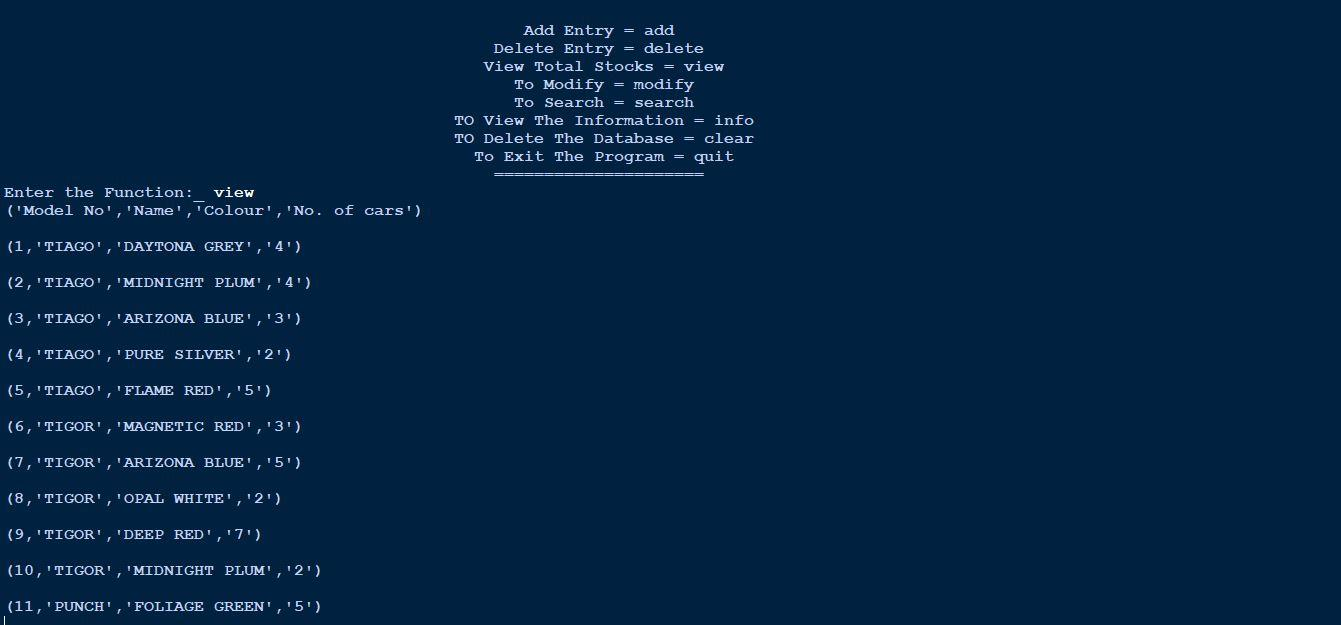 Add Entry = add
Delete Entry = delete
View Total Stocks = view
To Modify = modify
To Search = search
TO View The Information = info
TO Delete The Database = clear
To Exit The Program = quit
=====================
Enter the Function:_ view
('Model No','Name','Colour','No. of cars')
(1,'TIAGO','DAYTONA GREY','4')
(2,'TIAGO','MIDNIGHT PLUM','4')
(3,'TIAGO','ARIZONA BLUE','3')
(4,'TIAGO','PURE SILVER','2')
(5,'TIAGO','FLAME RED','5')
(6,'TIGOR','MAGNETIC RED','3')
(7,'TIGOR','ARIZONA BLUE','5')
(8,'TIGOR','OPAL WHITE','2')
(9,'TIGOR','DEEP RED','7')
(10,'TIGOR','MIDNIGHT PLUM','2')
(11,'PUNCH','FOLIAGE GREEN','5')